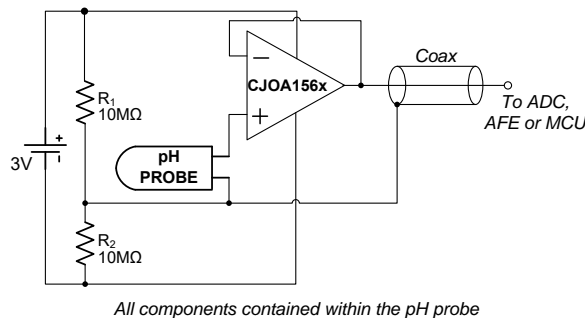 Coax
−
CJOA156x
+
R1
10MΩ
To ADC,
AFE or MCU
+
-
3V
pH
PROBE
R2
10MΩ
All components contained within the pH probe